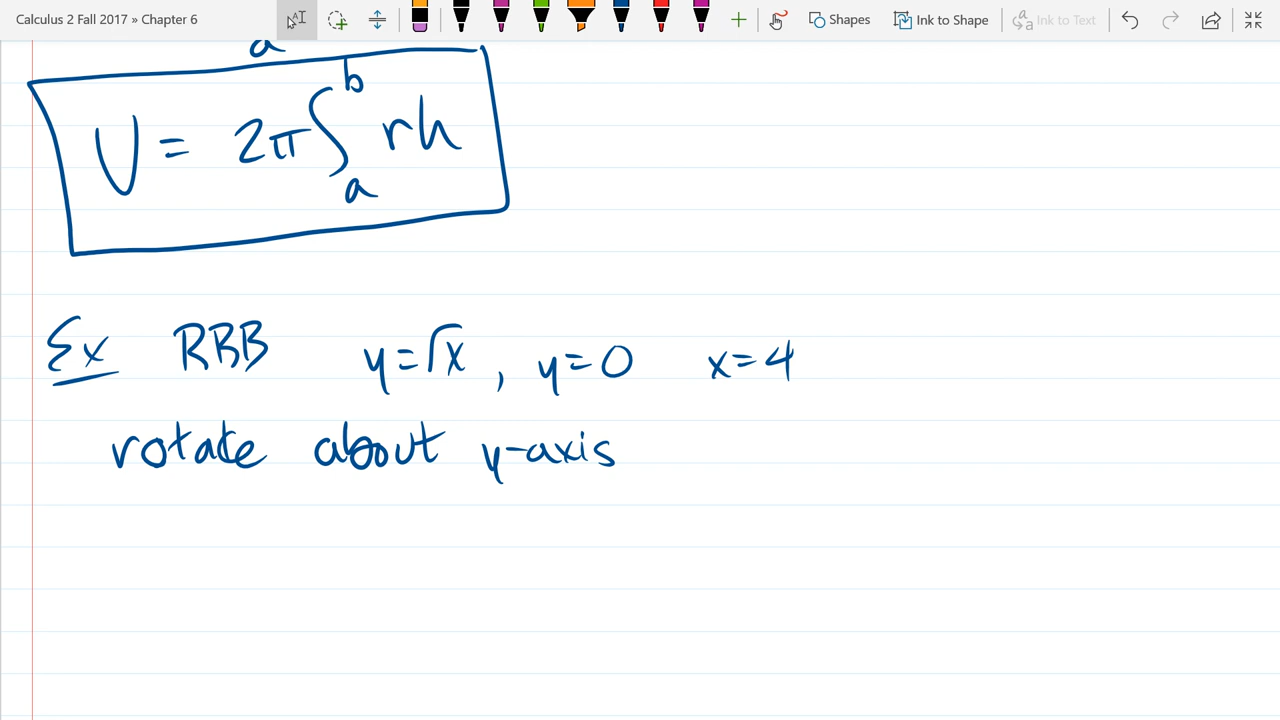 Calculus 2 Fall 2017 » Chapter 6
Shapes
Ink to Shape
Ink to Text
a
V = 2π∫_a^b rh
Ex RBB y=√x , y=0 x=4
rotate about y-axis